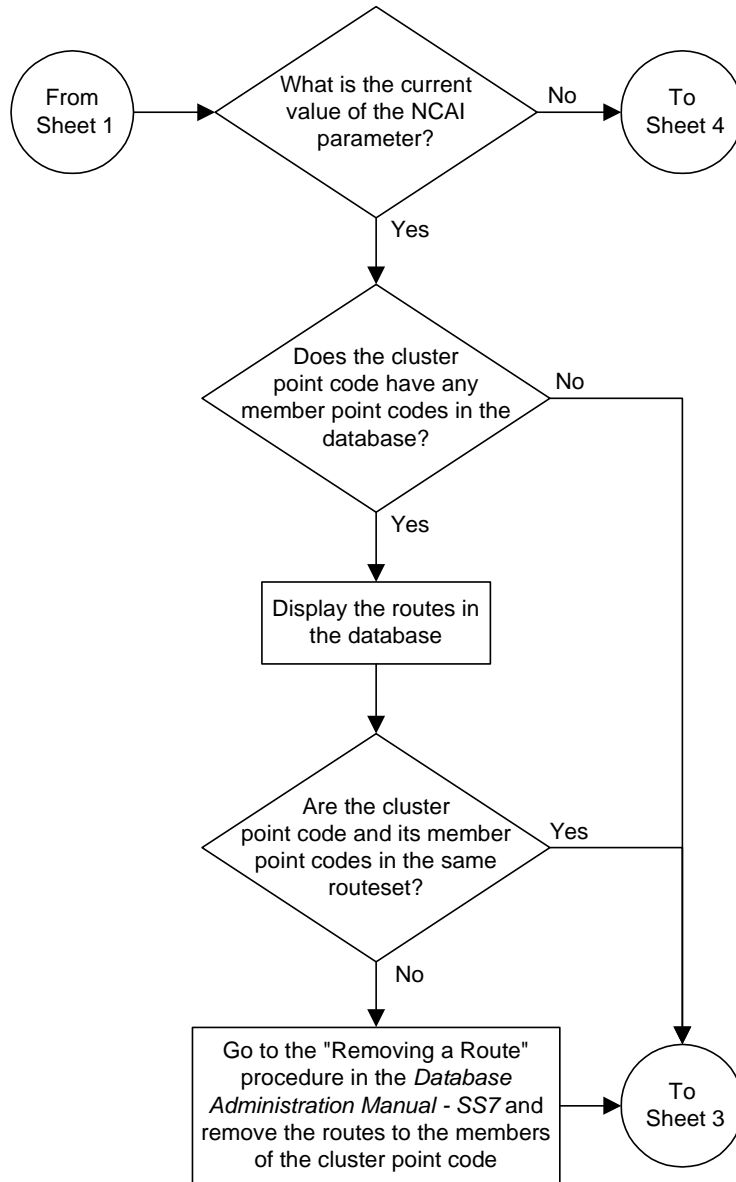 From
Sheet 1
What is the current
value of the NCAI
parameter?
No
To
Sheet 4
Yes
Does the cluster
point code have any
member point codes in the
database?
No
Yes
Display the routes in
the database
Are the cluster
point code and its member
point codes in the same
routeset?
Yes
No
Go to the "Removing a Route"
procedure in the Database
Administration Manual - SS7 and
remove the routes to the members
of the cluster point code
To
Sheet 3